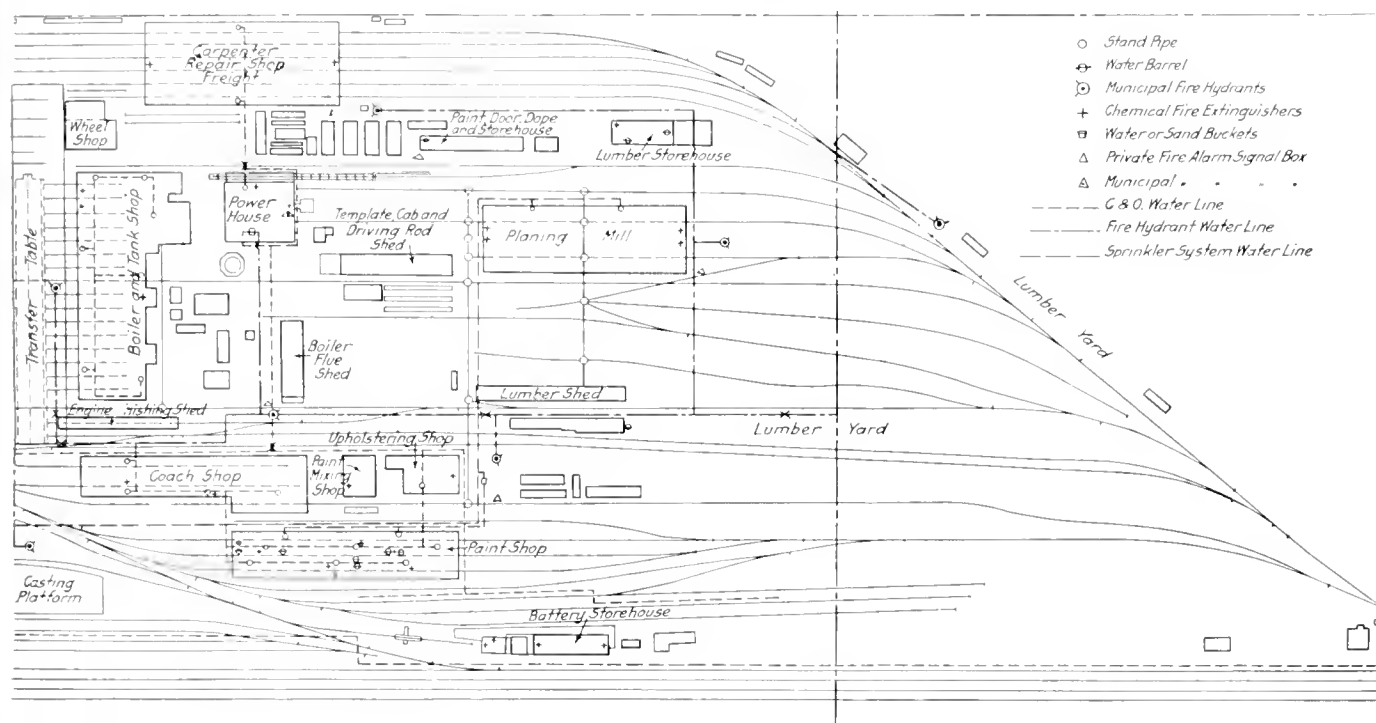 Carpenter
Repair Shop
Freight
Wheel
Shop
Paint Door, Dope
and Storehouse
Lumber Storehouse
Stand Pipe
Water Barrel
Municipal Fire Hydrants
Chemical Fire Extinguishers
Water or Sand Buckets
Private Fire Alarm Signal Box
Municipal " " " "
C & O. Water Line
Fire Hydrant Water Line
Sprinkler System Water Line
Transfer Table
Boiler and Tank Shop
Power
House
Template, Cab and
Driving Rod
Shed
Planing Mill
Lumber Yard
Boiler
Flue
Shed
Lumber Shed
Engine Shed
Lumber Yard
Upholstering Shop
Coach Shop
Paint
Mixing
Shop
Paint Shop
Casting
Platform
Battery Storehouse